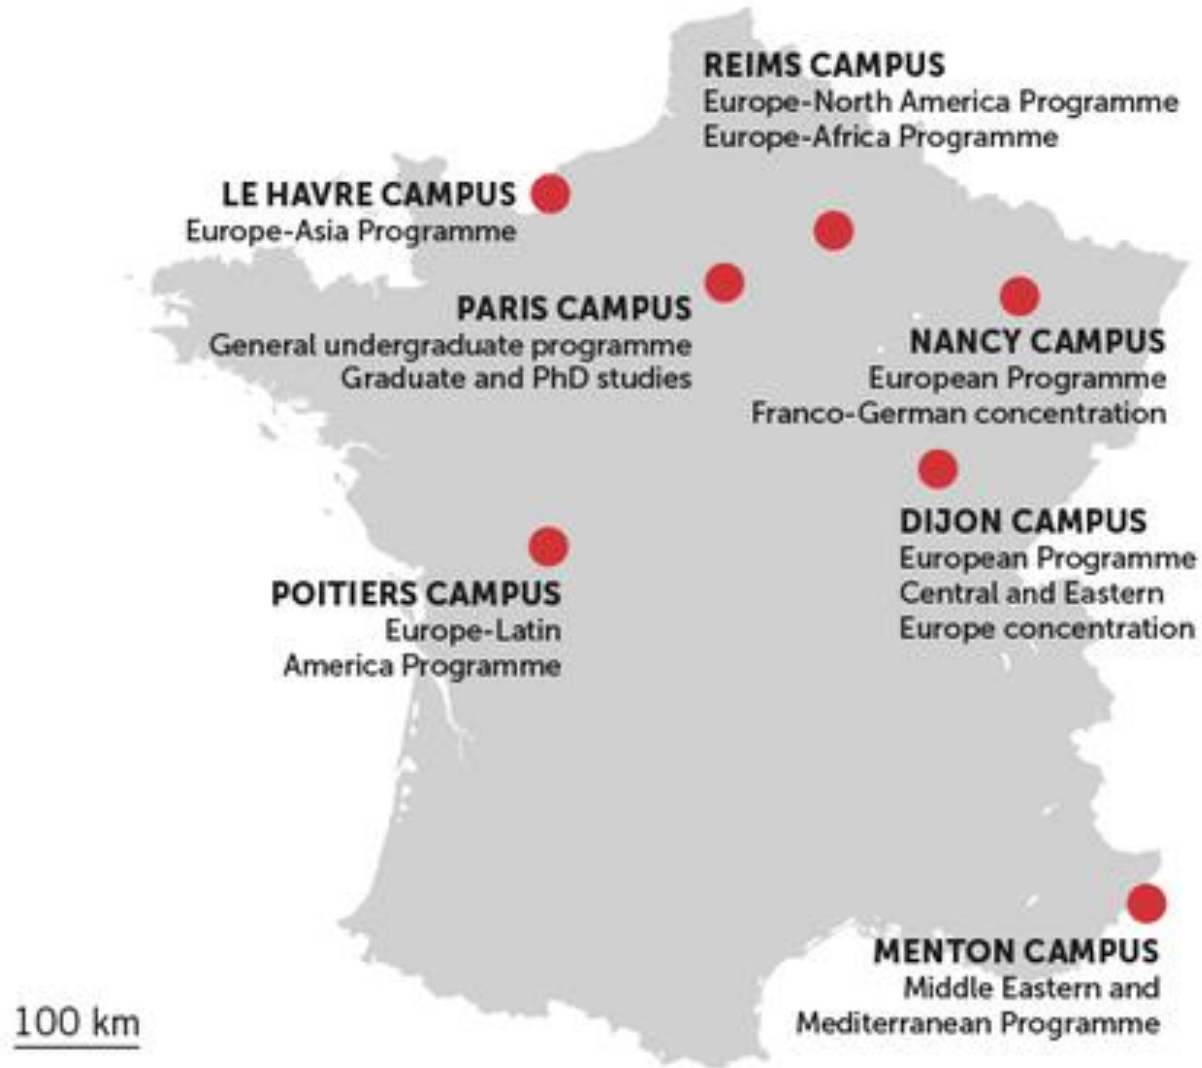 REIMS CAMPUS
Europe-North America Programme
Europe-Africa Programme
LE HAVRE CAMPUS
Europe-Asia Programme
PARIS CAMPUS
General undergraduate programme
Graduate and PhD studies
NANCY CAMPUS
European Programme
Franco-German concentration
DIJON CAMPUS
European Programme
Central and Eastern
Europe concentration
POITIERS CAMPUS
Europe-Latin
America Programme
MENTON CAMPUS
Middle Eastern and
Mediterranean Programme
100 km